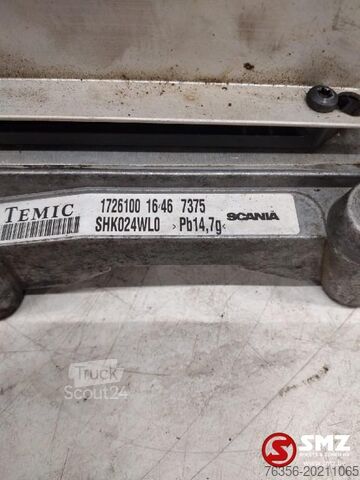 TEMIC 1726100 16 46 7375
SHK024WL0 >Pb14,7g< SCANIA
Truck
Scout24
SMZ
76356-20211065